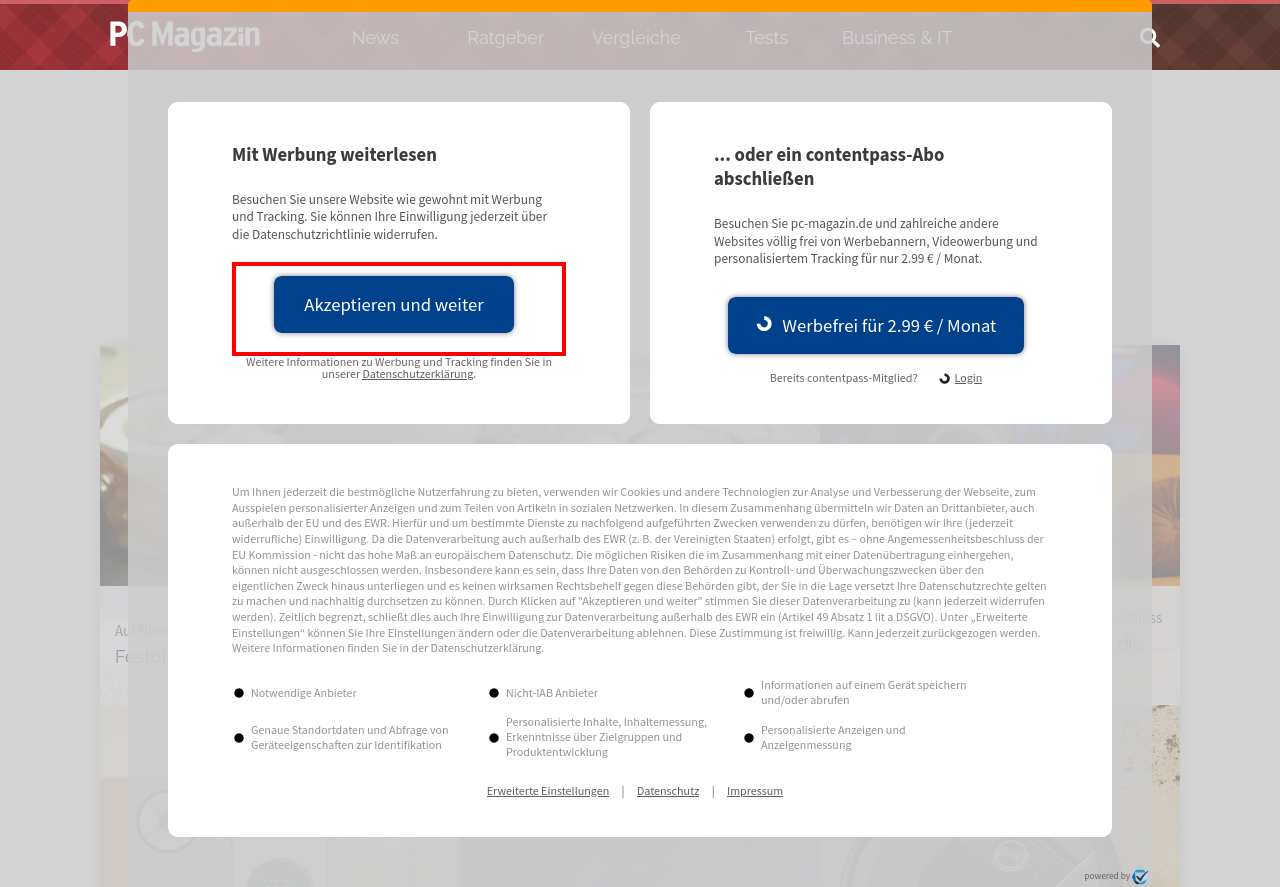 PC Magazin
News
Ratgeber
Vergleiche
Tests
Business & IT
Mit Werbung weiterlesen
Besuchen Sie unsere Website wie gewohnt mit Werbung
und Tracking. Sie können Ihre Einwilligung jederzeit über
die Datenschutzrichtlinie widerrufen.
Akzeptieren und weiter
Weitere Informationen zu Werbung und Tracking finden Sie in
unserer Datenschutzerklärung.
... oder ein contentpass-Abo
abschließen
Besuchen Sie pc-magazin.de und zahlreiche andere
Websites völlig frei von Werbebannern, Videowerbung und
personalisiertem Tracking für nur 2.99 € / Monat.
Werbefrei für 2.99 € / Monat
Bereits contentpass-Mitglied?
Login
Um Ihnen jederzeit die bestmögliche Nutzerfahrung zu bieten, verwenden wir Cookies und andere Technologien zur Analyse und Verbesserung der Webseite, zum
Ausspielen personalisierter Anzeigen und zum Teilen von Artikeln in sozialen Netzwerken. In diesem Zusammenhang übermitteln wir Daten an Drittanbieter, auch
außerhalb der EU und des EWR. Hierfür und um bestimmte Dienste zu nachfolgend aufgeführten Zwecken verwenden zu dürfen, benötigen wir Ihre (jederzeit
widerrufliche) Einwilligung. Da die Datenverarbeitung auch außerhalb des EWR (z. B. der Vereinigten Staaten) erfolgt, gibt es – ohne Angemessenheitsbeschluss der
EU Kommission - nicht das hohe Maß an europäischem Datenschutz. Die möglichen Risiken die im Zusammenhang mit einer Datenübertragung einhergehen,
können nicht ausgeschlossen werden. Insbesondere kann es sein, dass Ihre Daten von den Behörden zu Kontroll- und Überwachungszwecken über den
eigentlichen Zweck hinaus unterliegen und es keinen wirksamen Rechtsbehelf gegen diese Behörden gibt, der Sie in die Lage versetzt Ihre Datenschutzrechte gelten
zu machen und nachhaltig durchsetzen zu können. Durch Klicken auf "Akzeptieren und weiter" stimmen Sie dieser Datenverarbeitung zu (kann jederzeit widerrufen
werden). Zeitlich begrenzt, schließt dies auch Ihre Einwilligung zur Datenverarbeitung außerhalb des EWR ein (Artikel 49 Absatz 1 lit a DSGVO). Unter „Erweiterte
Einstellungen“ können Sie Ihre Einstellungen ändern oder die Datenverarbeitung ablehnen. Diese Zustimmung ist freiwillig. Kann jederzeit zurückgezogen werden.
Weitere Informationen finden Sie in der Datenschutzerklärung.
Notwendige Anbieter
Nicht-IAB Anbieter
Informationen auf einem Gerät speichern
und/oder abrufen
Genaue Standortdaten und Abfrage von
Geräteeigenschaften zur Identifikation
Personalisierte Inhalte, Inhaltemessung,
Erkenntnisse über Zielgruppen und
Produktentwicklung
Personalisierte Anzeigen und
Anzeigenmessung
Erweiterte Einstellungen | Datenschutz | Impressum
powered by